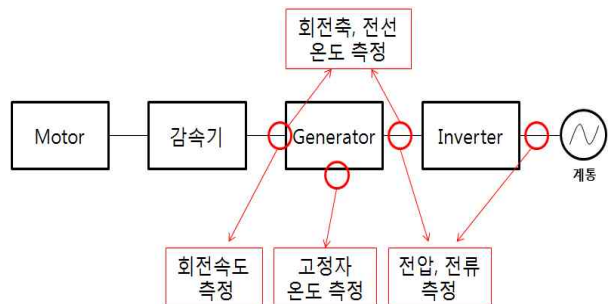 회전축, 전선
온도 측정
Motor
감속기
Generator
Inverter
계통
회전속도
측정
고정자
온도 측정
전압, 전류
측정